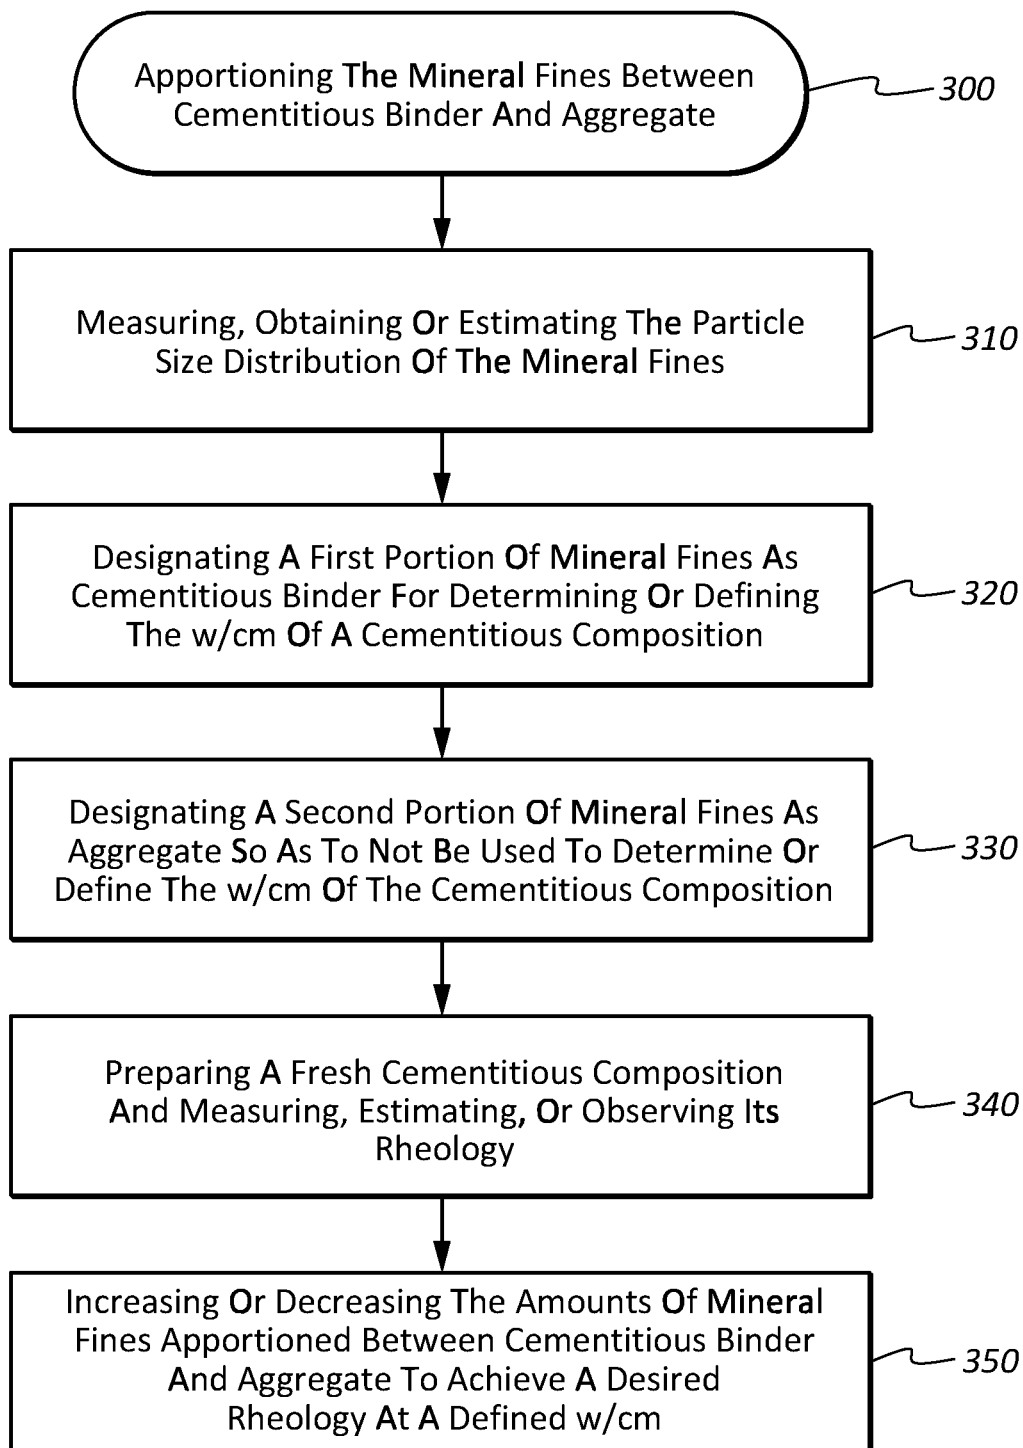 Apportioning The Mineral Fines Between
Cementitious Binder And Aggregate
300
Measuring, Obtaining Or Estimating The Particle
Size Distribution Of The Mineral Fines
310
Designating A First Portion Of Mineral Fines As
Cementitious Binder For Determining Or Defining
The w/cm Of A Cementitious Composition
320
Designating A Second Portion Of Mineral Fines As
Aggregate So As To Not Be Used To Determine Or
Define The w/cm Of The Cementitious Composition
330
Preparing A Fresh Cementitious Composition
And Measuring, Estimating, Or Observing Its
Rheology
340
Increasing Or Decreasing The Amounts Of Mineral
Fines Apportioned Between Cementitious Binder
And Aggregate To Achieve A Desired
Rheology At A Defined w/cm
350